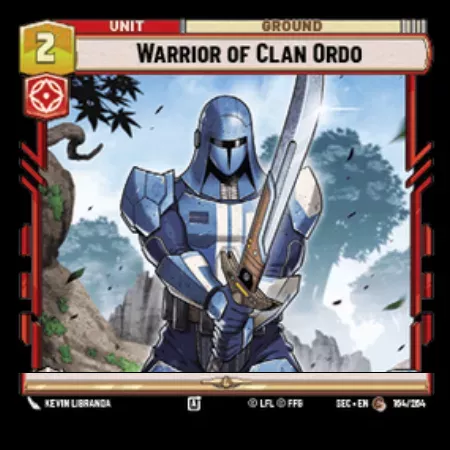 UNIT
GROUND
2
WARRIOR OF CLAN ORDO
KEVIN LIBRANDA
© LFL © FFG
SEC • EN
164/264